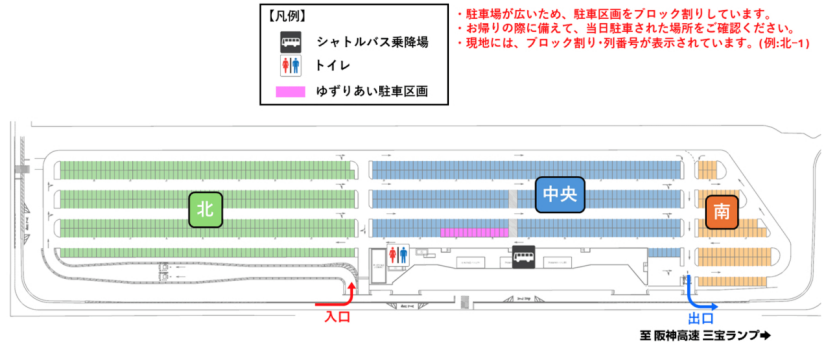 【凡例】
シャトルバス乗降場
トイレ
ゆずりあい駐車区画
・駐車場が広いため、駐車区画をブロック割りしています。
・お帰りの際に備えて、当日駐車された場所をご確認ください。
・現地には、ブロック割り・列番号が表示されています。(例:北-1)
北
中央
南
入口
出口
至 阪神高速 三宝ランプ➡